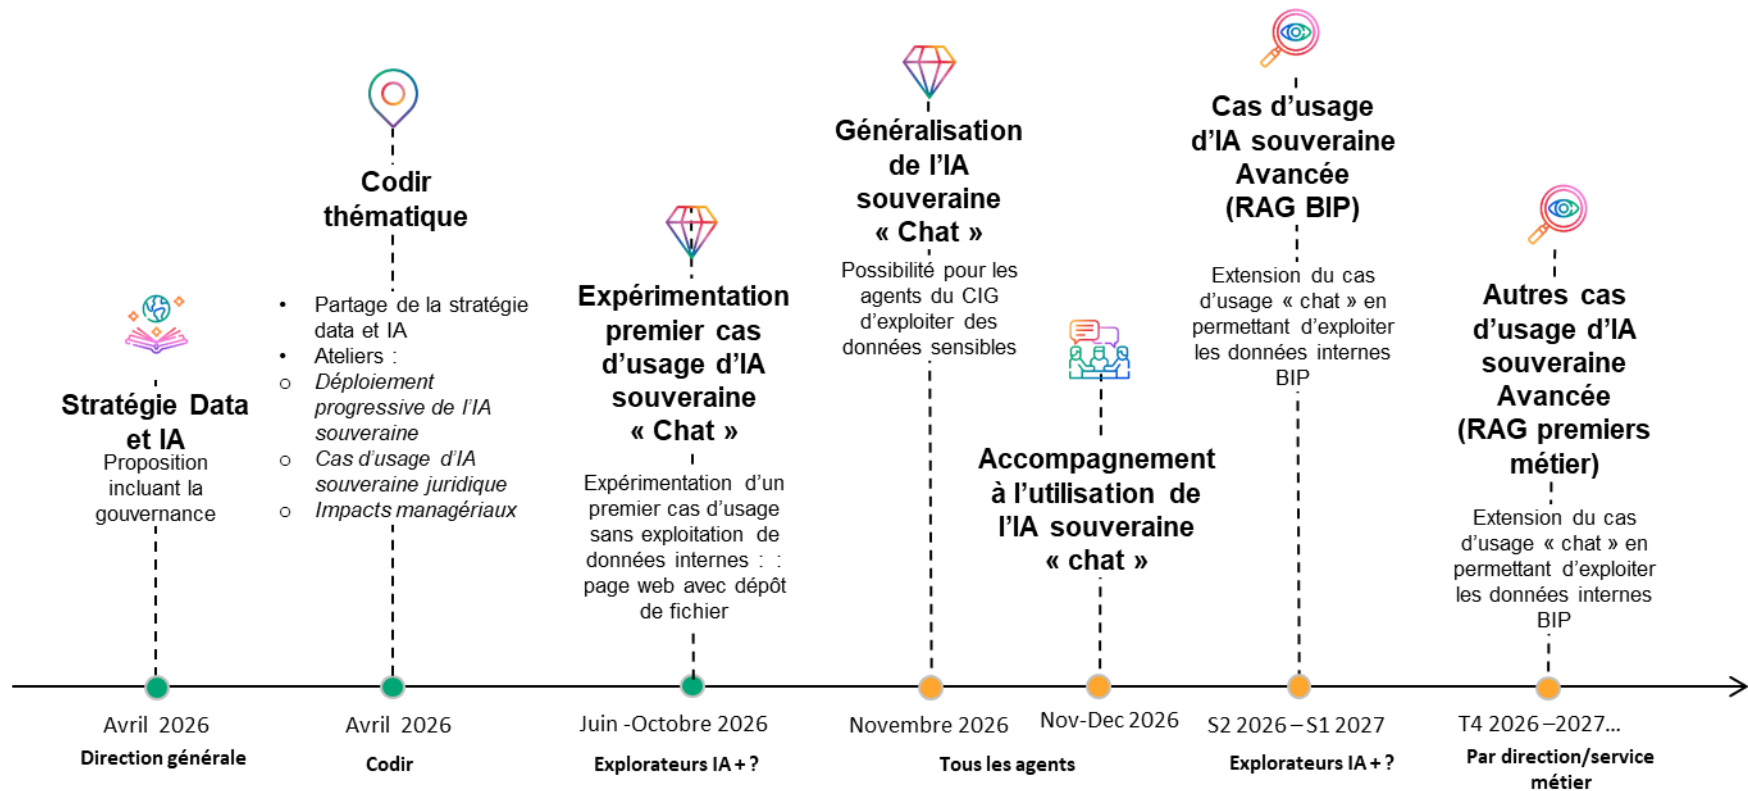 Stratégie Data
et IA
Proposition
incluant la
gouvernance
Avril 2026
Direction générale
Codir
thématique
• Partage de la stratégie
data et IA
• Ateliers :
o Déploiement
progressive de l’IA
souveraine
o Cas d’usage d’IA
souveraine juridique
o Impacts managériaux
Avril 2026
Codir
Expérimentation
premier cas
d’usage d’IA
souveraine
« Chat »
Expérimentation d’un
premier cas d’usage
sans exploitation de
données internes : :
page web avec dépôt
de fichier
Juin -Octobre 2026
Explorateurs IA + ?
Généralisation
de l’IA
souveraine
« Chat »
Possibilité pour les
agents du CIG
d’exploiter des
données sensibles
Novembre 2026
Accompagnement
à l’utilisation de
l’IA souveraine
« chat »
Nov-Dec 2026
Tous les agents
Cas d’usage
d’IA souveraine
Avancée
(RAG BIP)
Extension du cas
d’usage « chat » en
permettant d’exploiter
les données internes
BIP
S2 2026 – S1 2027
Explorateurs IA + ?
Autres cas
d’usage d’IA
souveraine
Avancée
(RAG premiers
métier)
Extension du cas
d’usage « chat » en
permettant d’exploiter
les données internes
BIP
T4 2026 –2027...
Par direction/service
métier